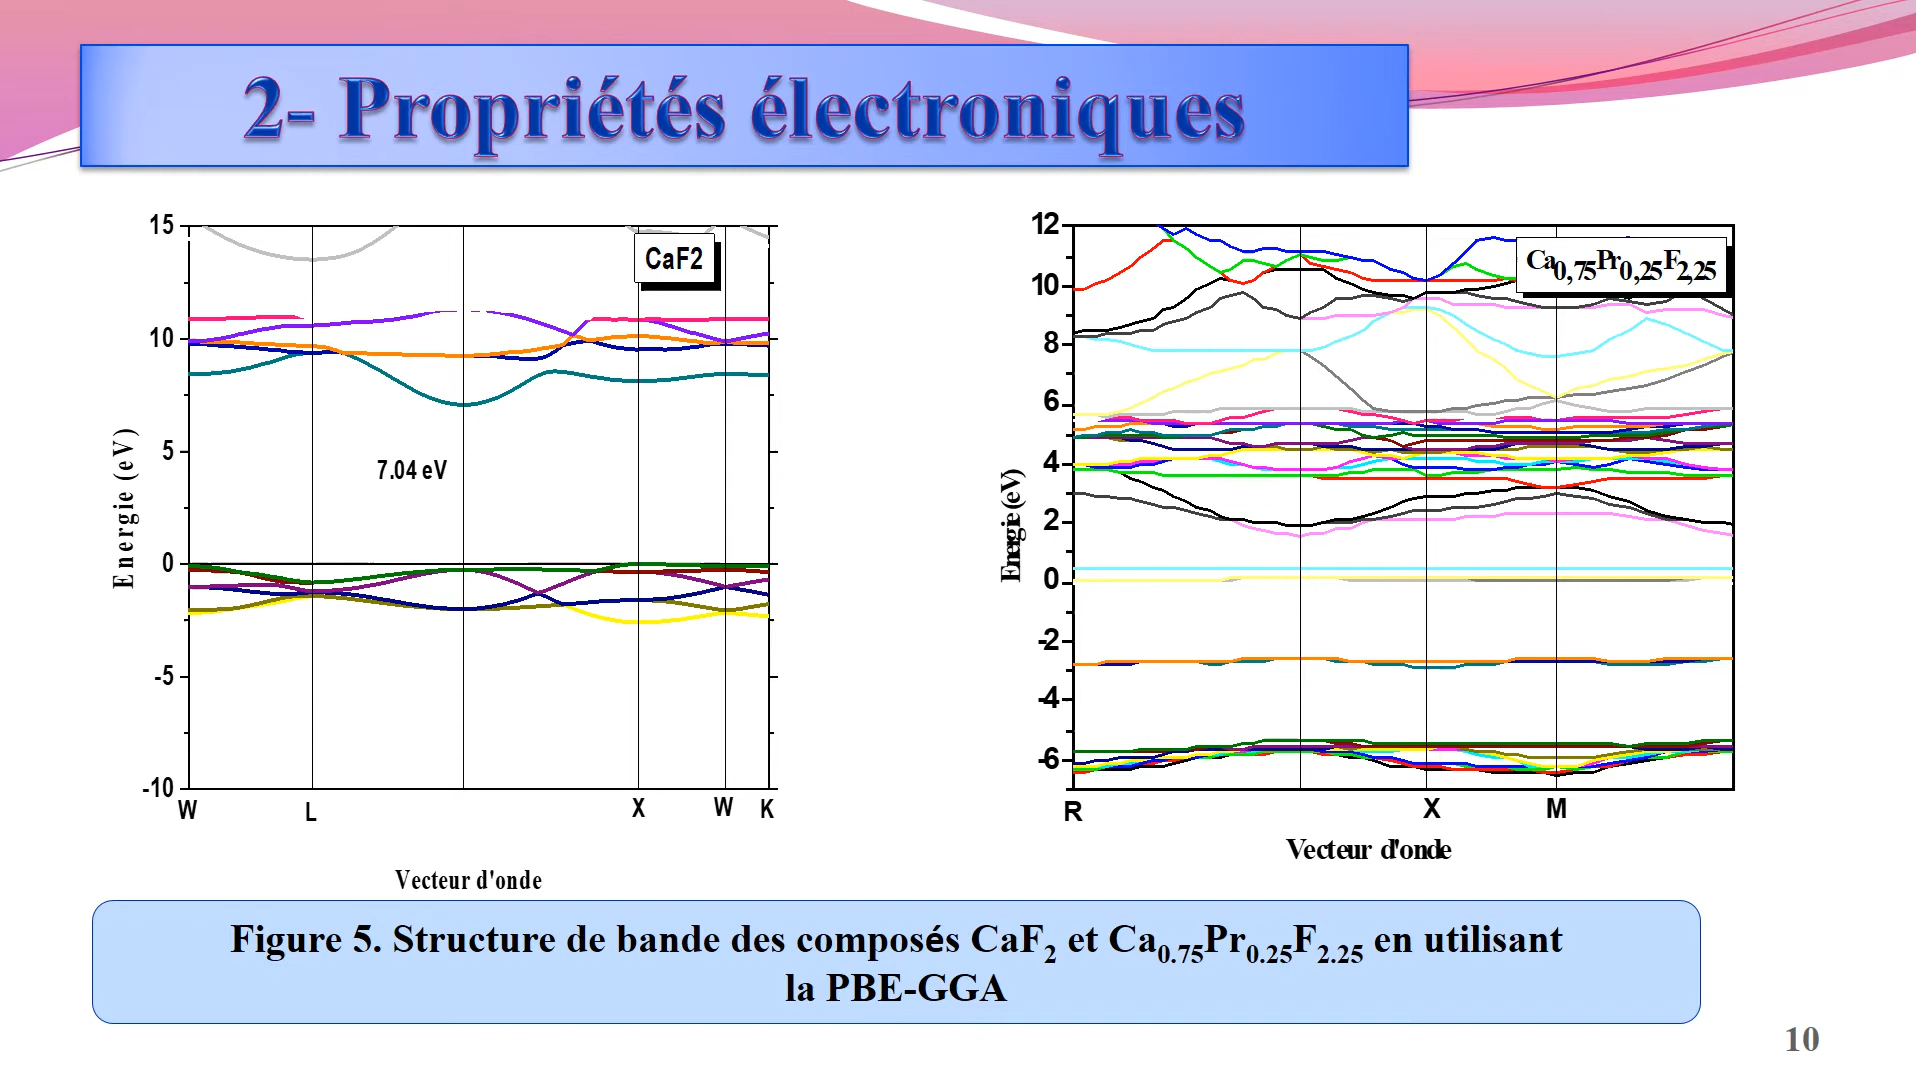 2- Propriétés électroniques
15
10
5
0
-5
-10
Energie (eV)
CaF2
7.04 eV
W L X W K
Vecteur d'onde
12
10
8
6
4
2
0
-2
-4
-6
Energie (eV)
Ca0,75Pr0,25F2,25
R X M
Vecteur d'onde
Figure 5. Structure de bande des composés CaF2 et Ca0.75Pr0.25F2.25 en utilisant
la PBE-GGA
10